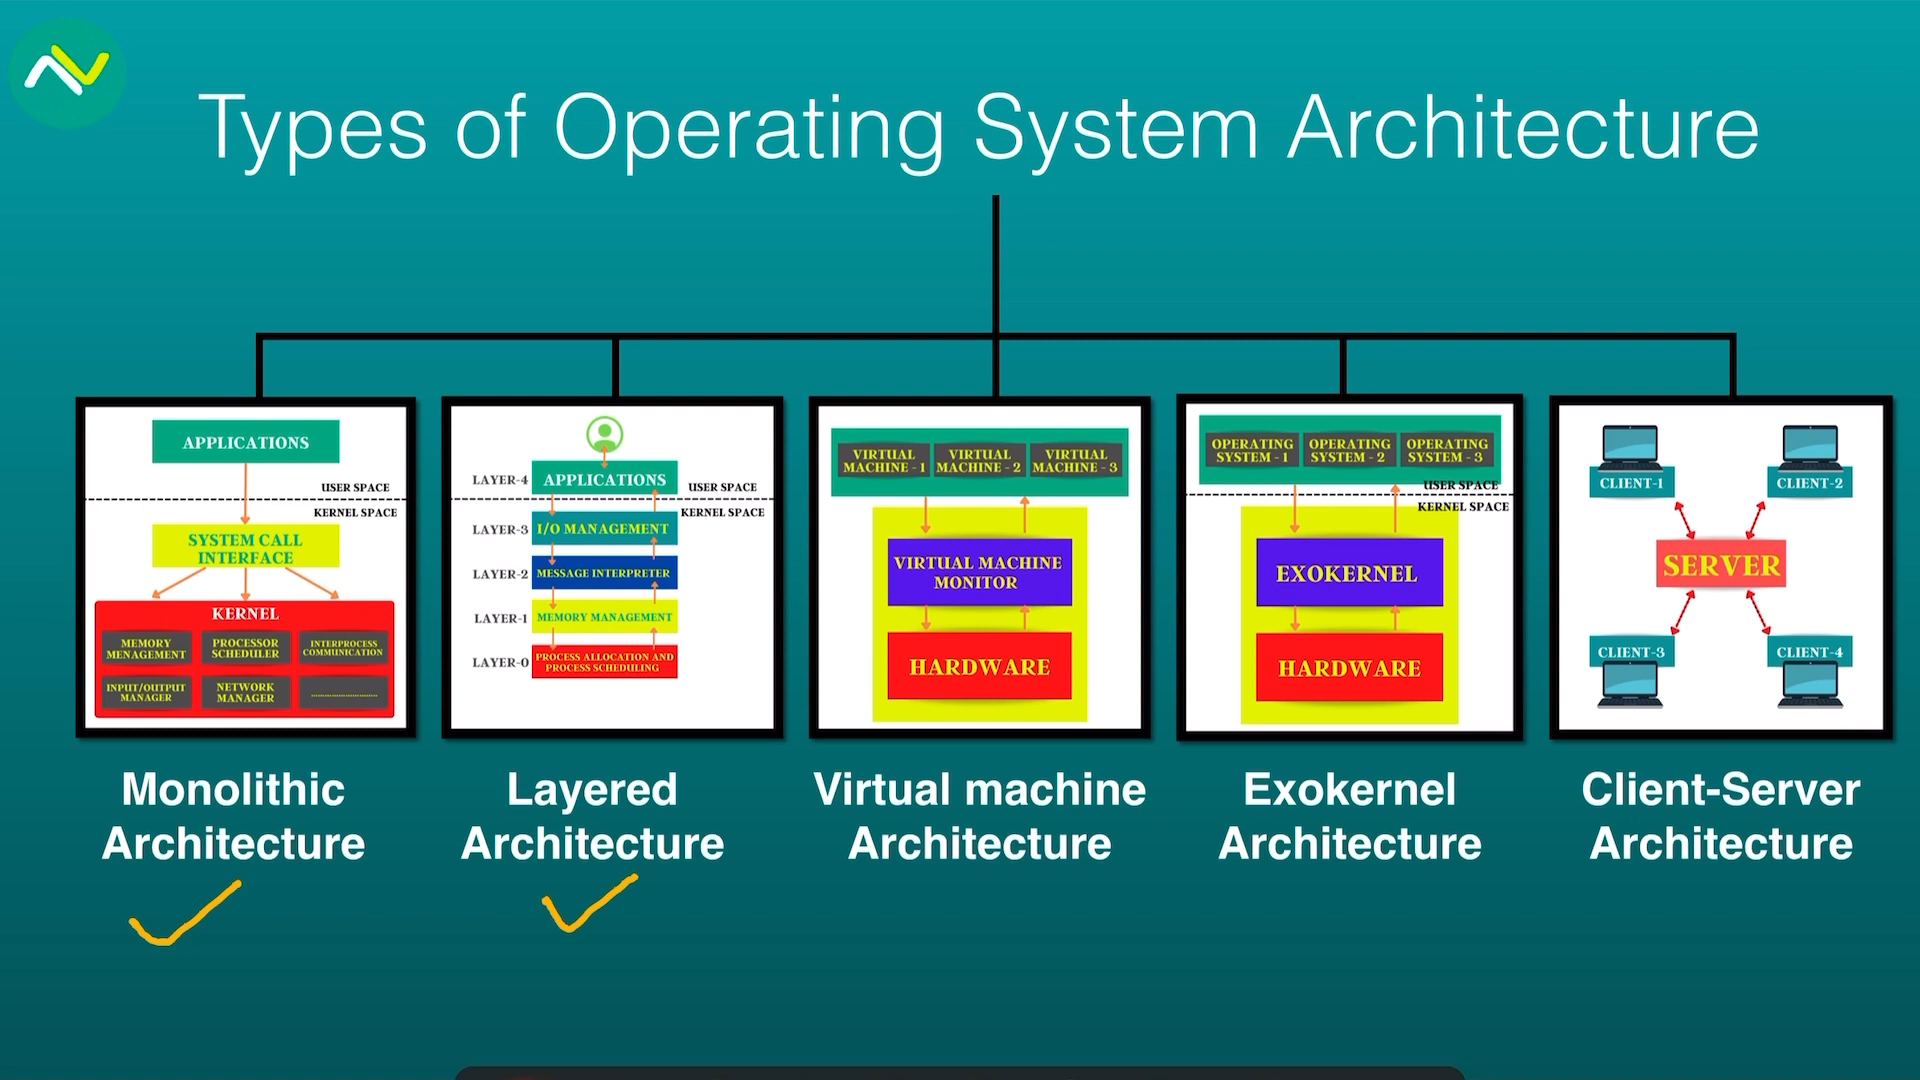 Types of Operating System Architecture
APPLICATIONS
USER SPACE
KERNEL SPACE
SYSTEM CALL
INTERFACE
KERNEL
MEMORY
MENAGEMENT
PROCESSOR
SCHEDULER
INTERPROCESS
COMMUNICATION
INPUT/OUTPUT
MANAGER
NETWORK
MANAGER
............................
Monolithic
Architecture
LAYER-4 APPLICATIONS
USER SPACE
KERNEL SPACE
LAYER-3 I/O MANAGEMENT
LAYER-2 MESSAGE INTERPRETER
LAYER-1 MEMORY MANAGEMENT
LAYER-0 PROCESS ALLOCATION AND
PROCESS SCHEDULING
Layered
Architecture
VIRTUAL
MACHINE - 1
VIRTUAL
MACHINE - 2
VIRTUAL
MACHINE - 3
VIRTUAL MACHINE
MONITOR
HARDWARE
Virtual machine
Architecture
OPERATING
SYSTEM - 1
OPERATING
SYSTEM - 2
OPERATING
SYSTEM - 3
USER SPACE
KERNEL SPACE
EXOKERNEL
HARDWARE
Exokernel
Architecture
CLIENT-1
CLIENT-2
SERVER
CLIENT-3
CLIENT-4
Client-Server
Architecture